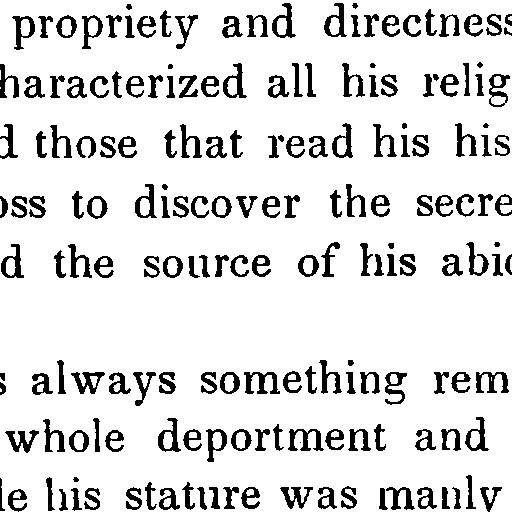 propriety and directness
haracterized all his relig
d those that read his his
oss to discover the secre
d the source of his abid
s always something rem
whole deportment and
le his stature was manly